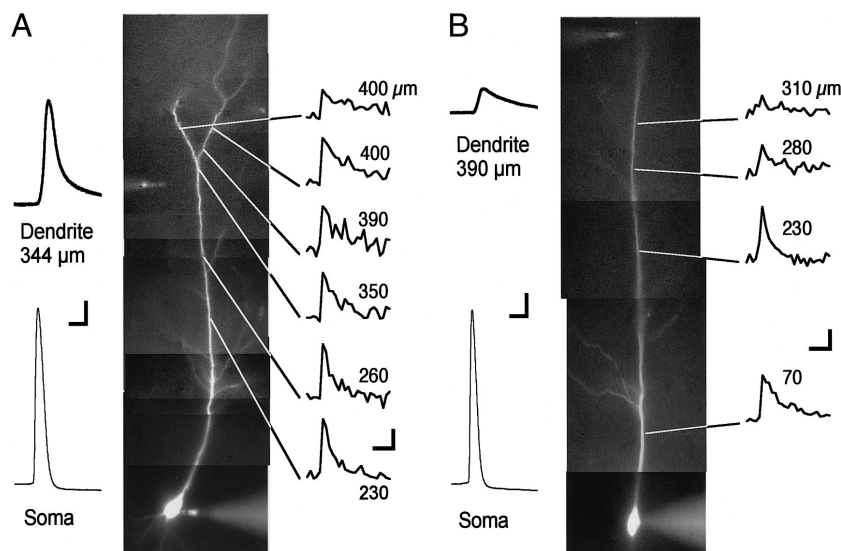 A
Dendrite
344 µm
Soma
400 µm
400
390
350
260
230
B
Dendrite
390 µm
Soma
310 µm
280
230
70